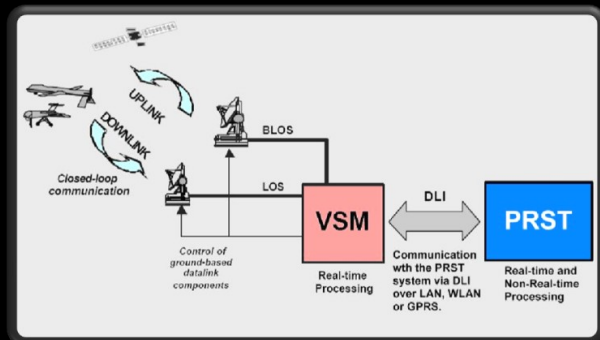 UPLINK
DOWNLINK
Closed-loop
communication
BLOS
LOS
Control of
ground-based
datalink
components
VSM
Real-time
Processing
DLI
Communication
wth the PRST
system via DLI
over LAN, WLAN
or GPRS.
PRST
Real-time and
Non-Real-time
Processing